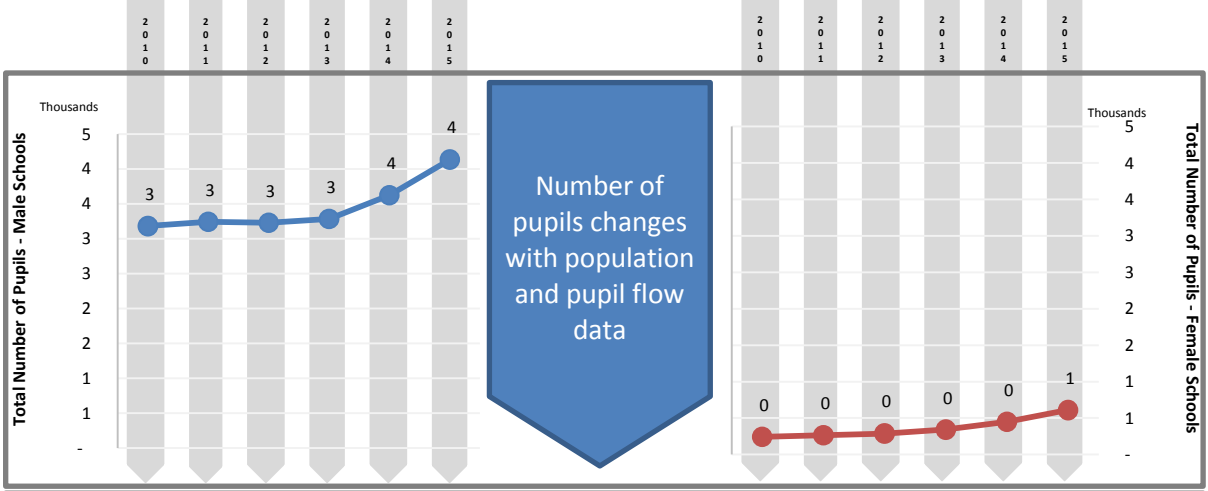 2010 2011 2012 2013 2014 2015
Thousands
Total Number of Pupils - Male Schools
5
4
4
3
3
2
2
1
1
-
3 3 3 3 4 4
Number of
pupils changes
with population
and pupil flow
data
2010 2011 2012 2013 2014 2015
Thousands
0 0 0 0 0 1
5
4
4
3
3
2
2
1
1
-
Total Number of Pupils - Female Schools